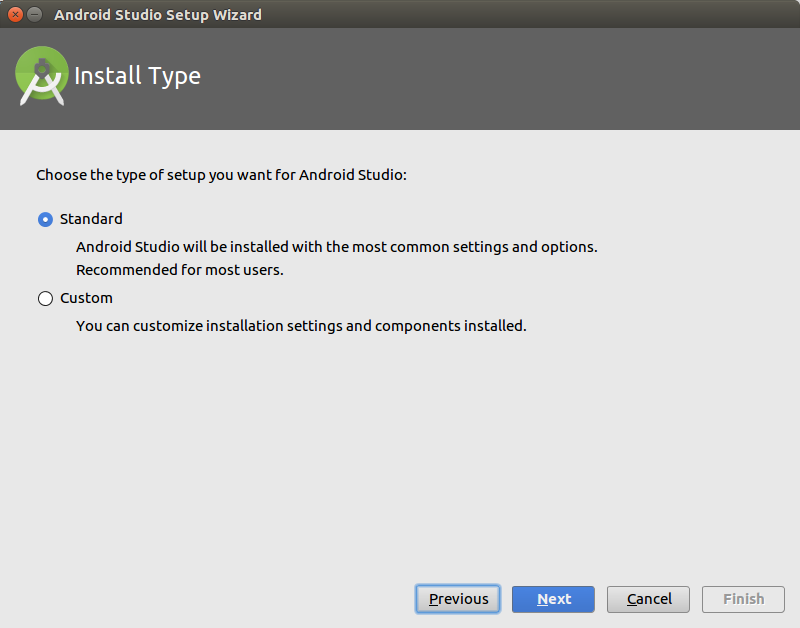 Android Studio Setup Wizard
Install Type
Choose the type of setup you want for Android Studio:
Standard
Android Studio will be installed with the most common settings and options.
Recommended for most users.
Custom
You can customize installation settings and components installed.
Previous Next Cancel Finish